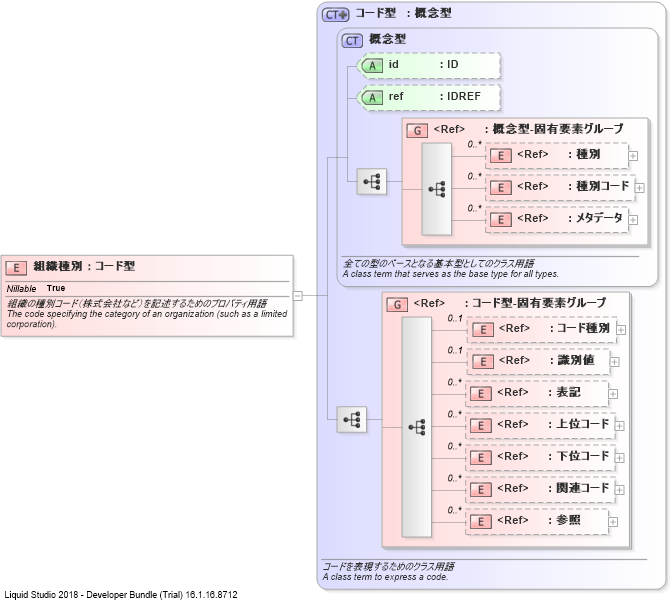 CT+ コード型 : 概念型
CT 概念型
A id : ID
A ref : IDREF
G <Ref> : 概念型-固有要素グループ
0..*
E <Ref> : 種別
0..*
E <Ref> : 種別コード
0..*
E <Ref> : メタデータ
全ての型のベースとなる基本型としてのクラス用語
A class term that serves as the base type for all types.
E 組織種別 : コード型
Nillable True
組織の種別コード(株式会社など)を記述するためのプロパティ用語
The code specifying the category of an organization (such as a limited
corporation).
G <Ref> : コード型-固有要素グループ
0..1
E <Ref> : コード種別
0..1
E <Ref> : 識別値
0..*
E <Ref> : 表記
0..*
E <Ref> : 上位コード
0..*
E <Ref> : 下位コード
0..*
E <Ref> : 関連コード
0..*
E <Ref> : 参照
コードを表現するためのクラス用語
A class term to express a code.
Liquid Studio 2018 - Developer Bundle (Trial) 16.1.16.8712